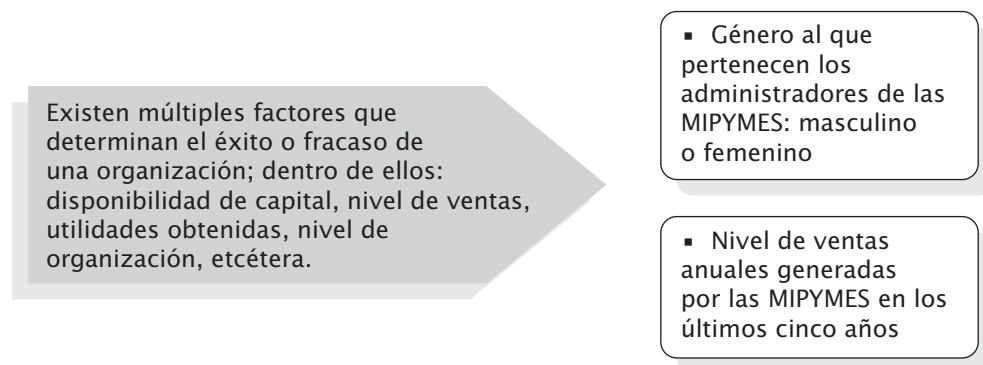 Existen múltiples factores que
determinan el éxito o fracaso de
una organización; dentro de ellos:
disponibilidad de capital, nivel de ventas,
utilidades obtenidas, nivel de
organización, etcétera.
▪ Género al que
pertenecen los
administradores de las
MIPYMES: masculino
o femenino
▪ Nivel de ventas
anuales generadas
por las MIPYMES en los
últimos cinco años